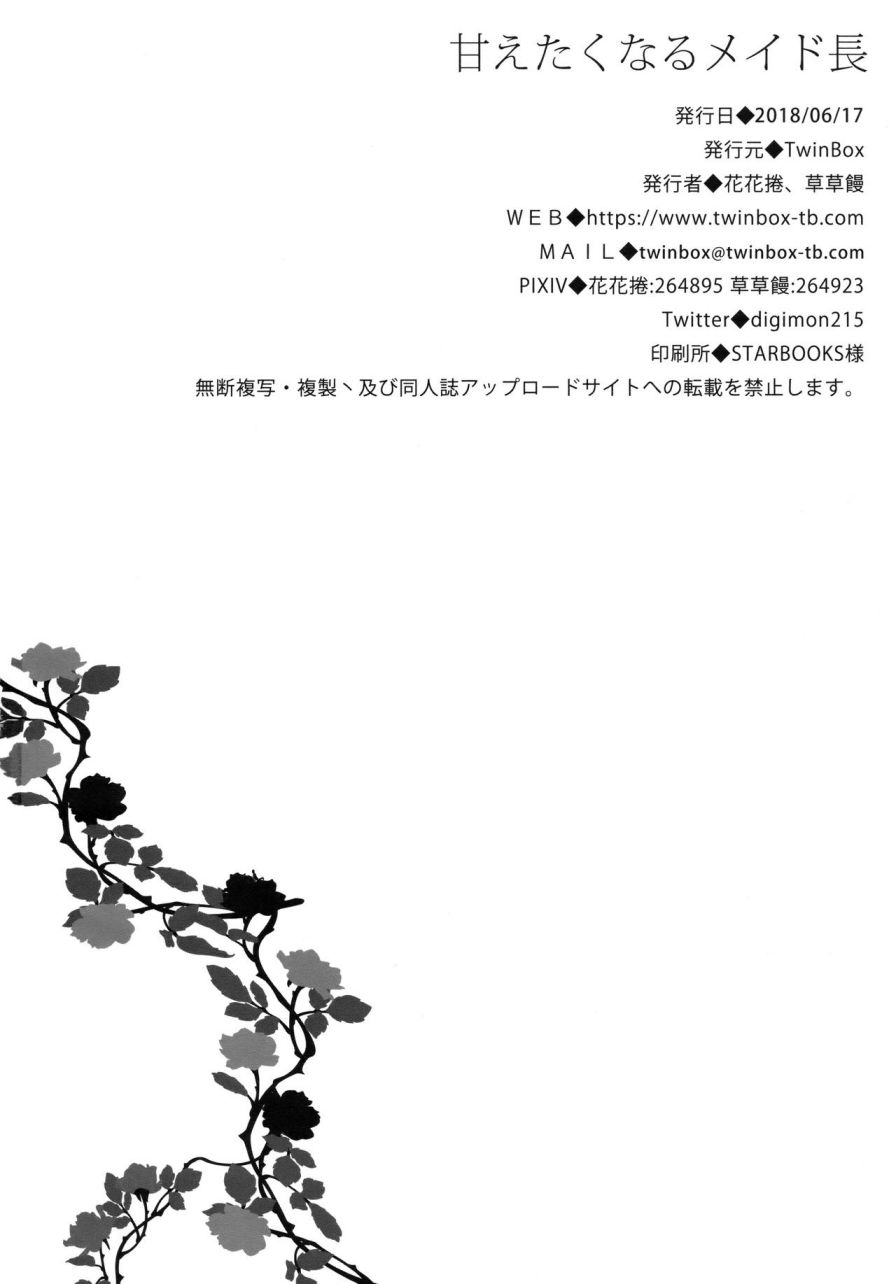 甘えたくなるメイド長
発行日◆2018/06/17
発行元◆TwinBox
発行者◆花花捲、草草饅
ＷＥＢ◆https://www.twinbox-tb.com
ＭＡＩＬ◆twinbox@twinbox-tb.com
PIXIV◆花花捲:264895 草草饅:264923
Twitter◆digimon215
印刷所◆STARBOOKS様
無断複写・複製丶及び同人誌アップロードサイトへの転載を禁止します。